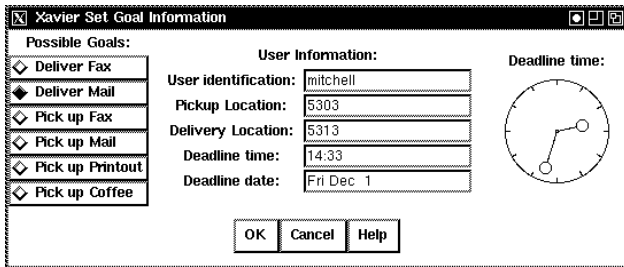 Xavier Set Goal Information
Possible Goals:
Deliver Fax
Deliver Mail
Pick up Fax
Pick up Mail
Pick up Printout
Pick up Coffee
User Information:
User identification: mitchell
Pickup Location: 5303
Delivery Location: 5313
Deadline time: 14:33
Deadline date: Fri Dec 1
Deadline time:
OK Cancel Help